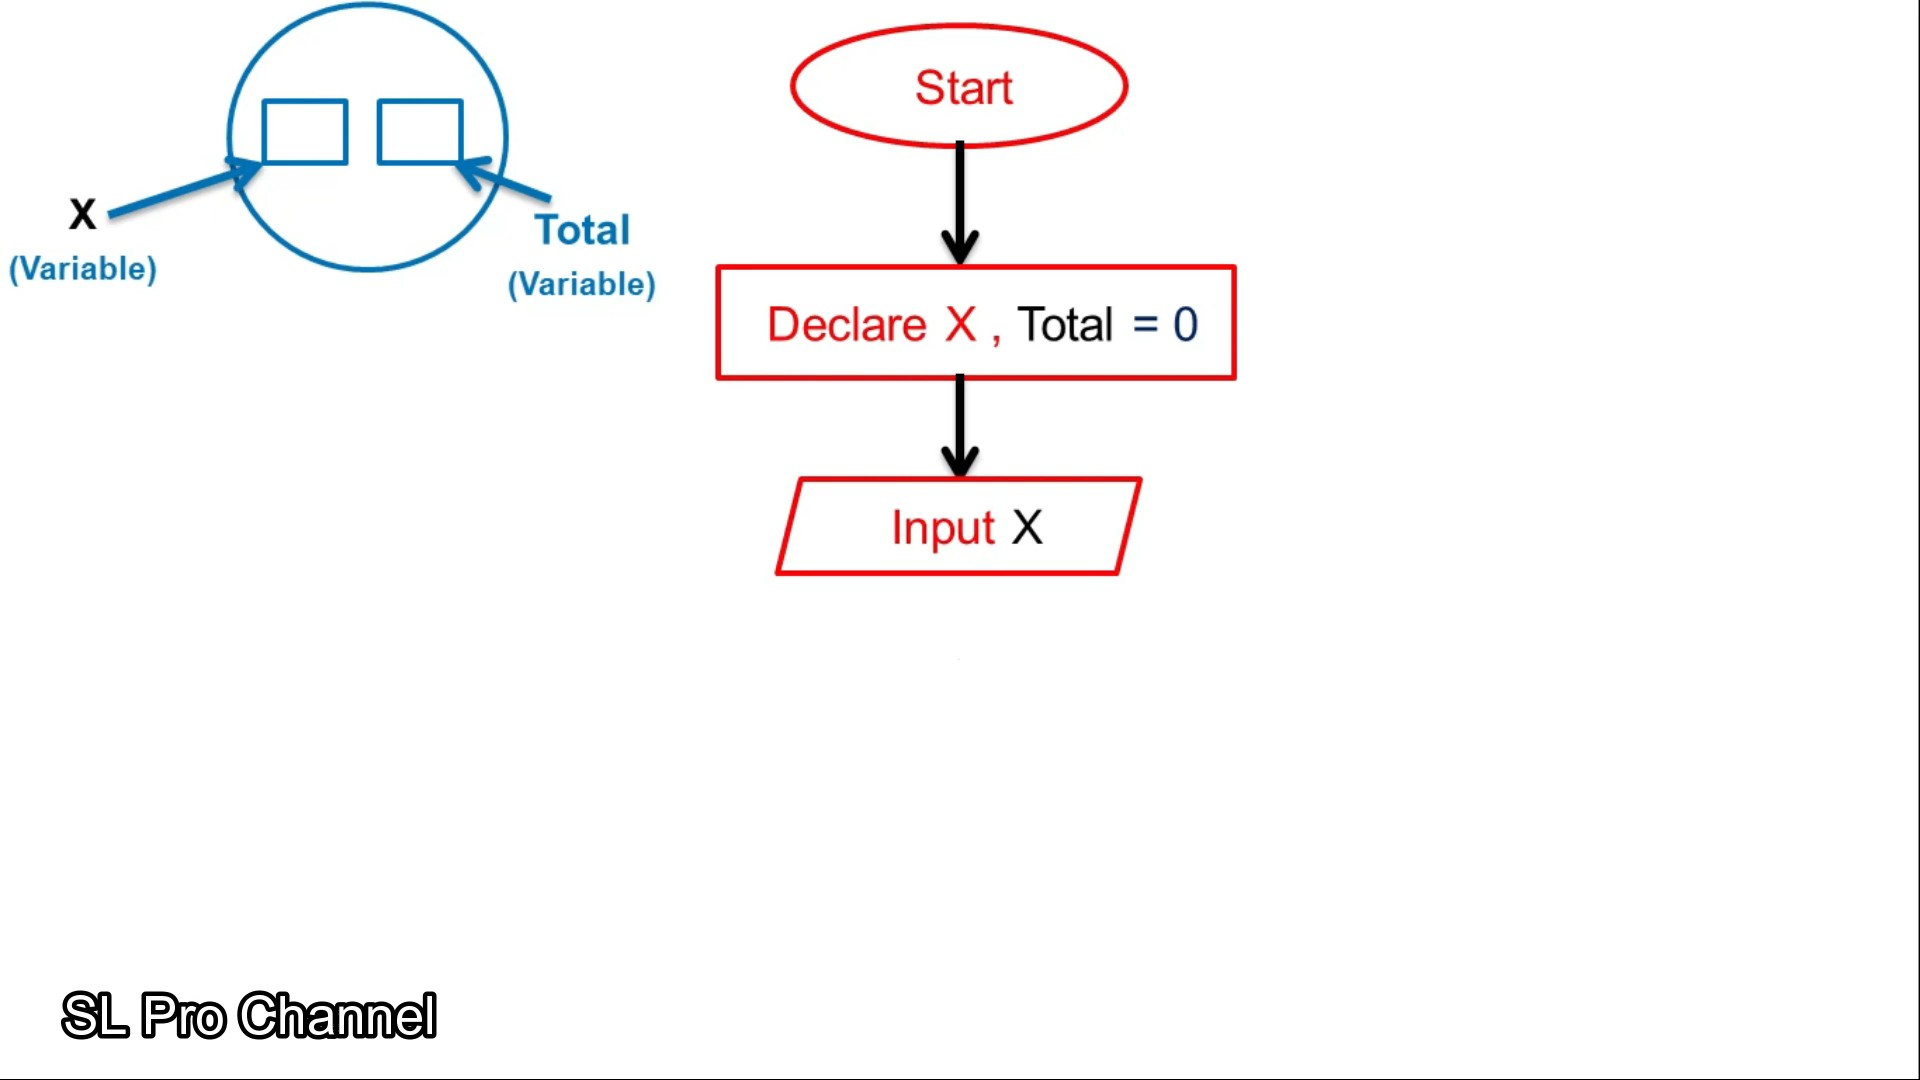 Start
X
(Variable)
Total
(Variable)
Declare X , Total = 0
Input X
SL Pro Channel